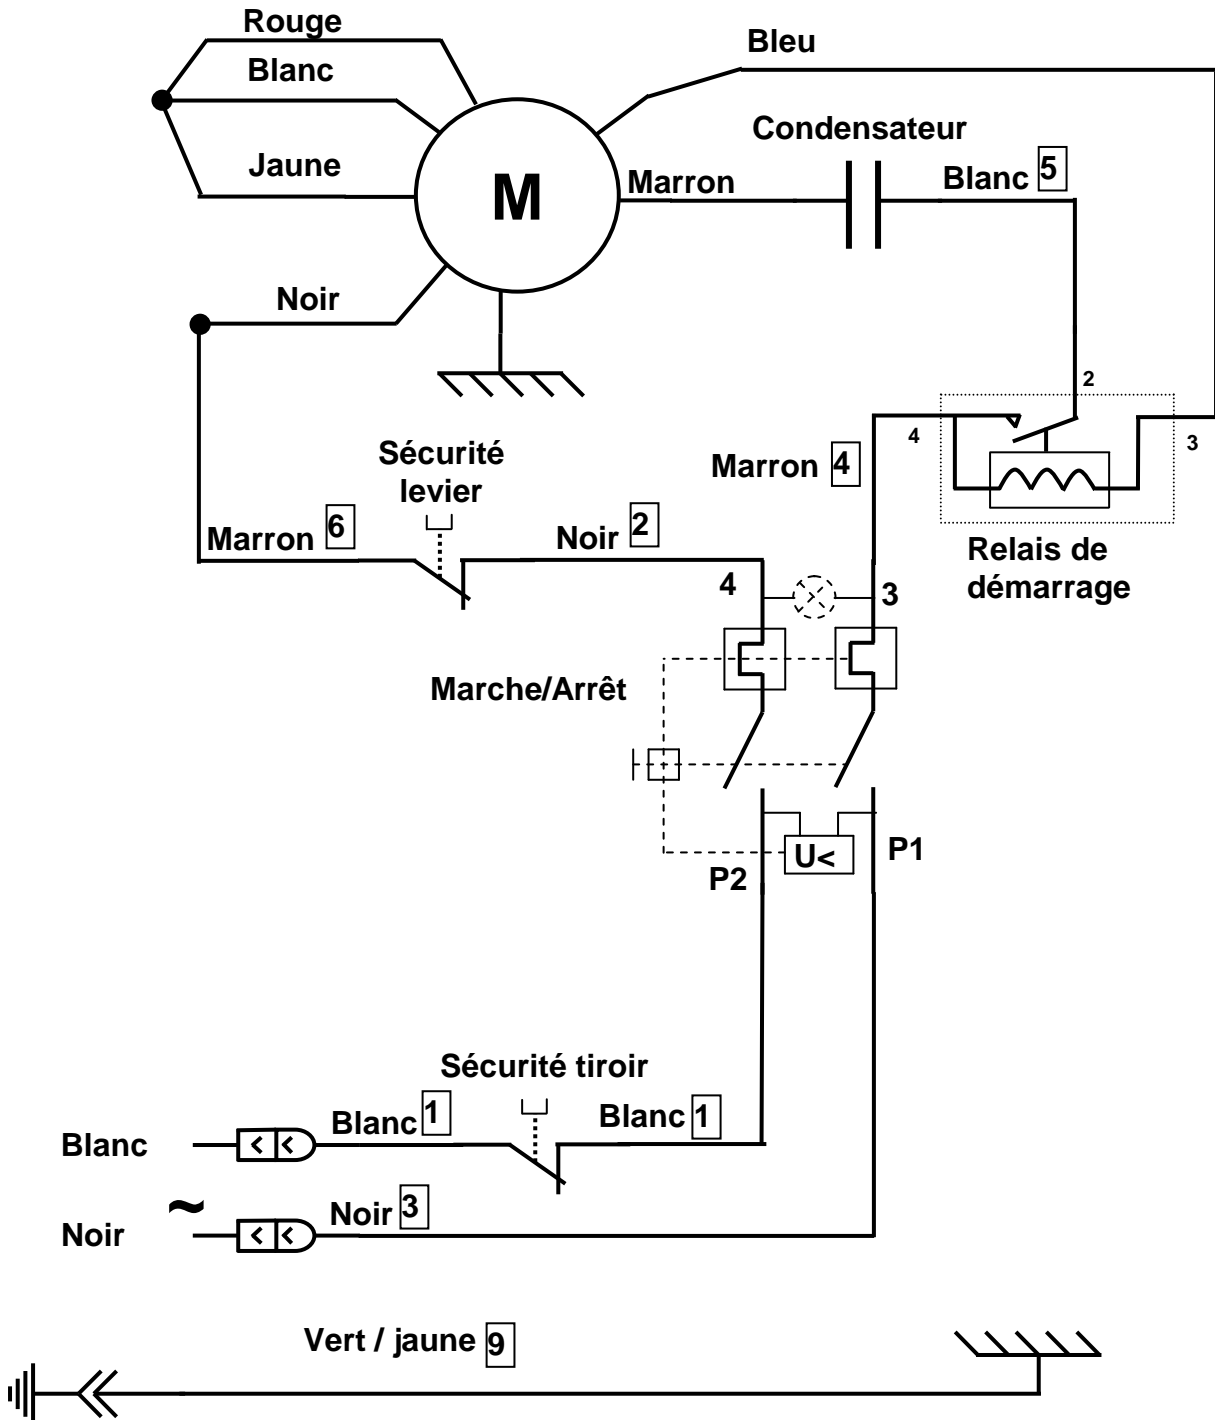 Rouge
Bleu
Blanc
Condensateur
Jaune
M
Marron
Blanc 5
Noir
2
4
3
Sécurité
levier
Marron 4
Marron 6
Noir 2
Relais de
démarrage
4
3
Marche/Arrêt
U<
P1
P2
Sécurité tiroir
Blanc
Blanc 1
Blanc 1
~
Noir
Noir 3
Vert / jaune 9